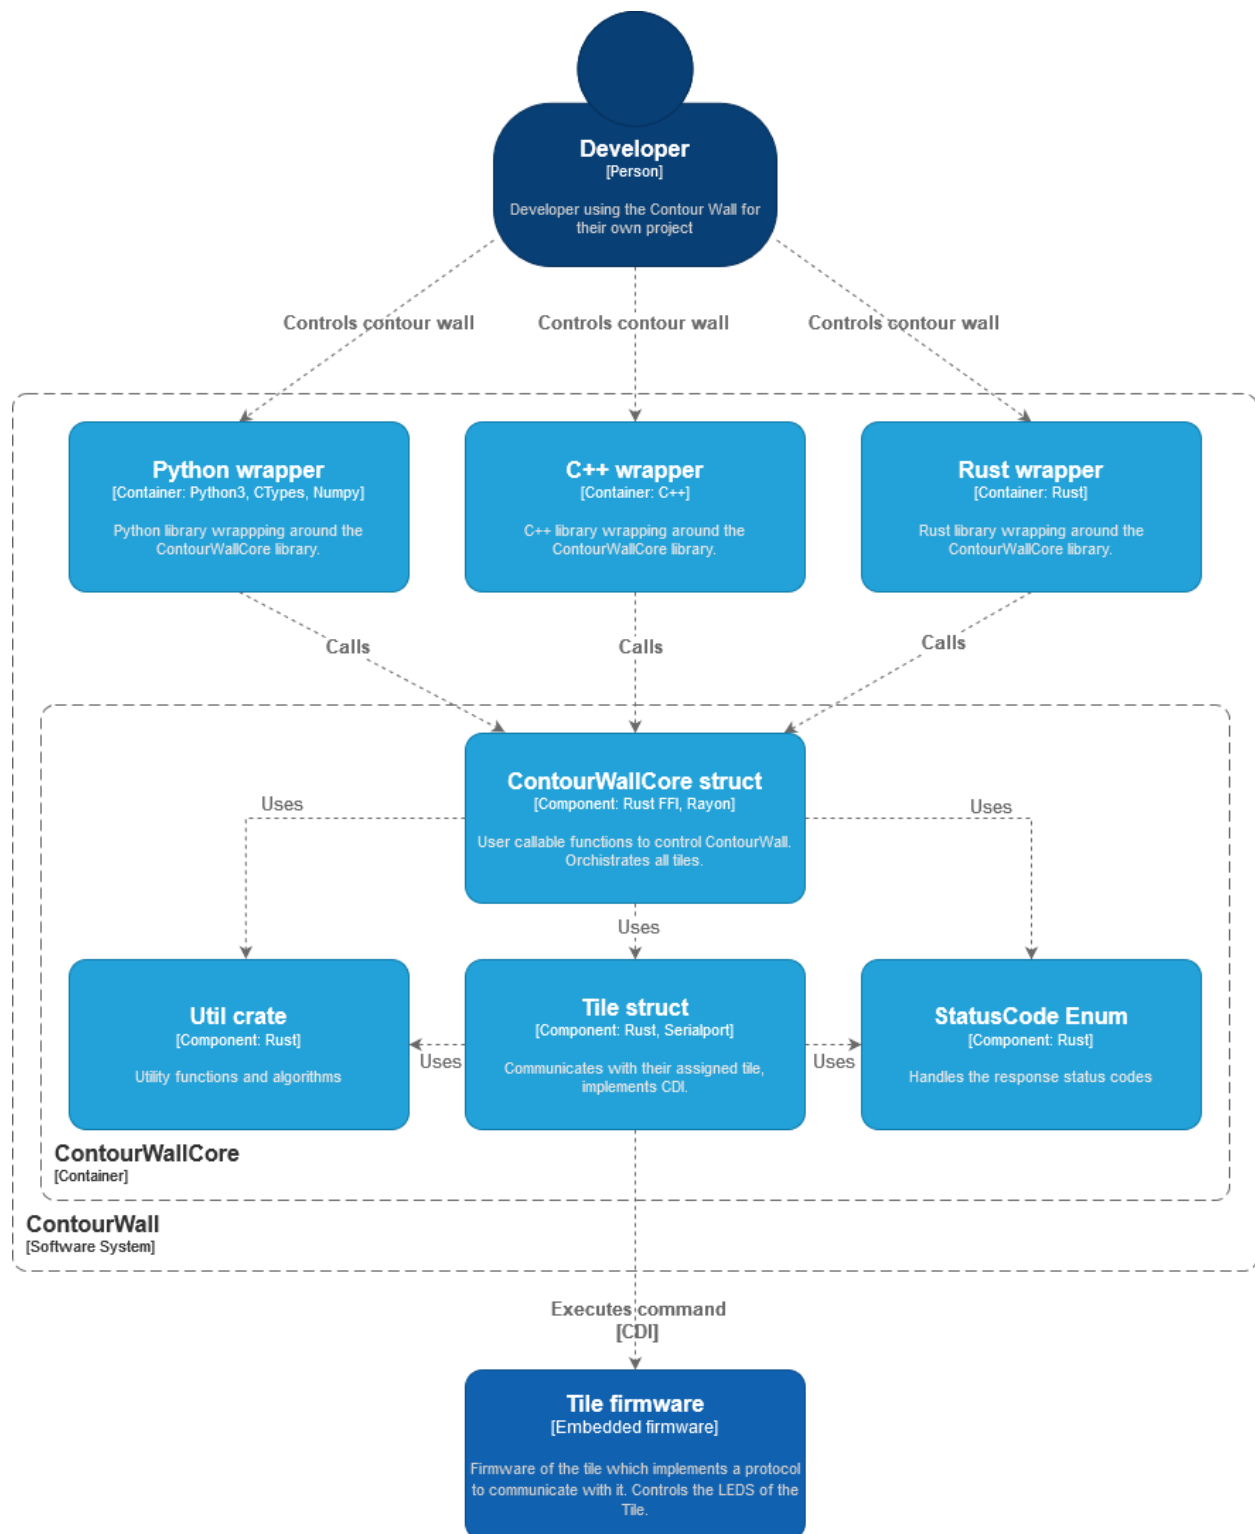 Developer
[Person]
Developer using the Contour Wall for
their own project
Controls contour wall
Controls contour wall
Controls contour wall
Python wrapper
[Container: Python3, CTypes, Numpy]
Python library wrappping around the
ContourWallCore library.
C++ wrapper
[Container: C++]
C++ library wrapping around the
ContourWallCore library.
Rust wrapper
[Container: Rust]
Rust library wrapping around the
ContourWallCore library.
Calls
Calls
Calls
ContourWallCore struct
[Component: Rust FFI, Rayon]
User callable functions to control ContourWall.
Orchistrates all tiles.
Uses
Uses
Uses
Util crate
[Component: Rust]
Utility functions and algorithms
Uses
Tile struct
[Component: Rust, Serialport]
Communicates with their assigned tile,
implements CDI.
Uses
StatusCode Enum
[Component: Rust]
Handles the response status codes
ContourWallCore
[Container]
ContourWall
[Software System]
Executes command
[CDI]
Tile firmware
[Embedded firmware]
Firmware of the tile which implements a protocol
to communicate with it. Controls the LEDS of the
Tile.